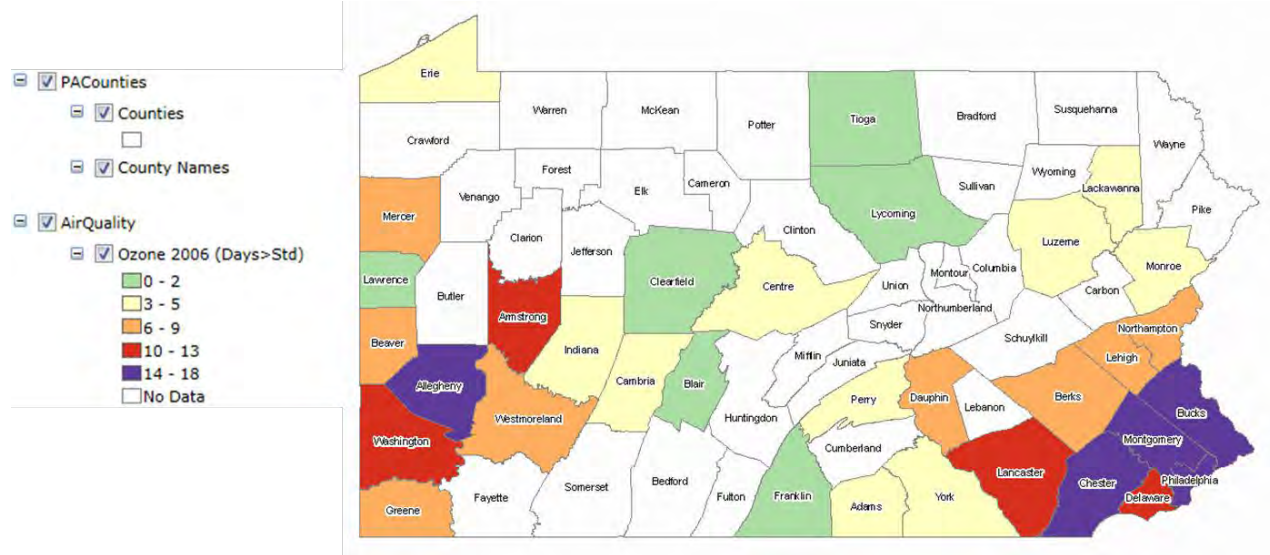 PACounties
Counties
County Names
AirQuality
Ozone 2006 (Days>Std)
0 - 2
3 - 5
6 - 9
10 - 13
14 - 18
No Data
Erie
Warren
McKean
Potter
Tioga
Bradford
Susquehanna
Wayne
Crawford
Forest
Elk
Cameron
Venango
Wyoming
Lackawanna
Sullivan
Pike
Mercer
Lycoming
Clinton
Clarion
Jefferson
Luzerne
Monroe
Lawrence
Butler
Clearfield
Centre
Union
Montour
Columbia
Carbon
Armstrong
Northumberland
Snyder
Schuylkill
Northampton
Beaver
Indiana
Mifflin
Juniata
Lehigh
Allegheny
Cambria
Blair
Perry
Dauphin
Lebanon
Berks
Westmoreland
Huntingdon
Bucks
Washington
Cumberland
Montgomery
Lancaster
Philadelphia
Chester
Delaware
Greene
Fayette
Somerset
Bedford
Fulton
Franklin
Adams
York